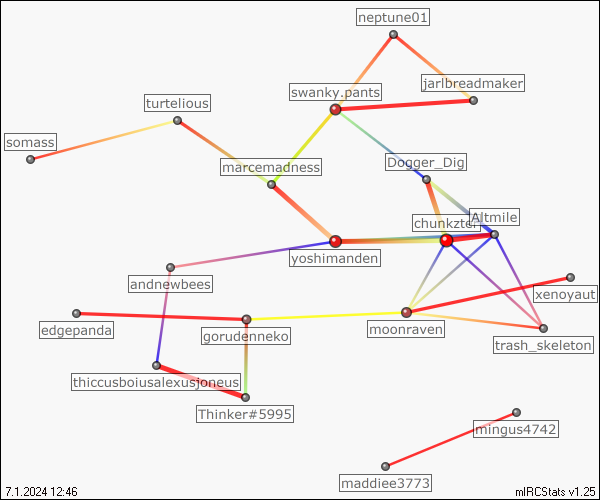 neptune01
jarlbreadmaker
swanky.pants
turtelious
somass
Dogger_Dig
marcemadness
Altmile
yoshimanden
andnewbees
xenoyaut
edgepanda
gorudenneko
moonraven
trash_skeleton
thiccusboiusalexusjoneus
Thinker#5995
mingus4742
maddiee3773
7.1.2024 12:46
mIRCStats v1.25